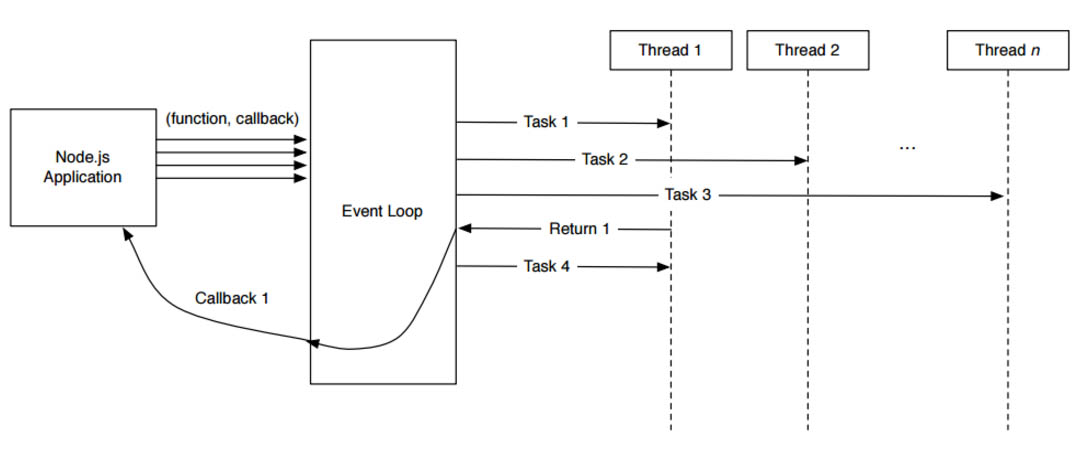 Thread 1
Thread 2
Thread n
(function, callback)
Task 1
Node.js
Application
Task 2
...
Task 3
Event Loop
Return 1
Task 4
Callback 1